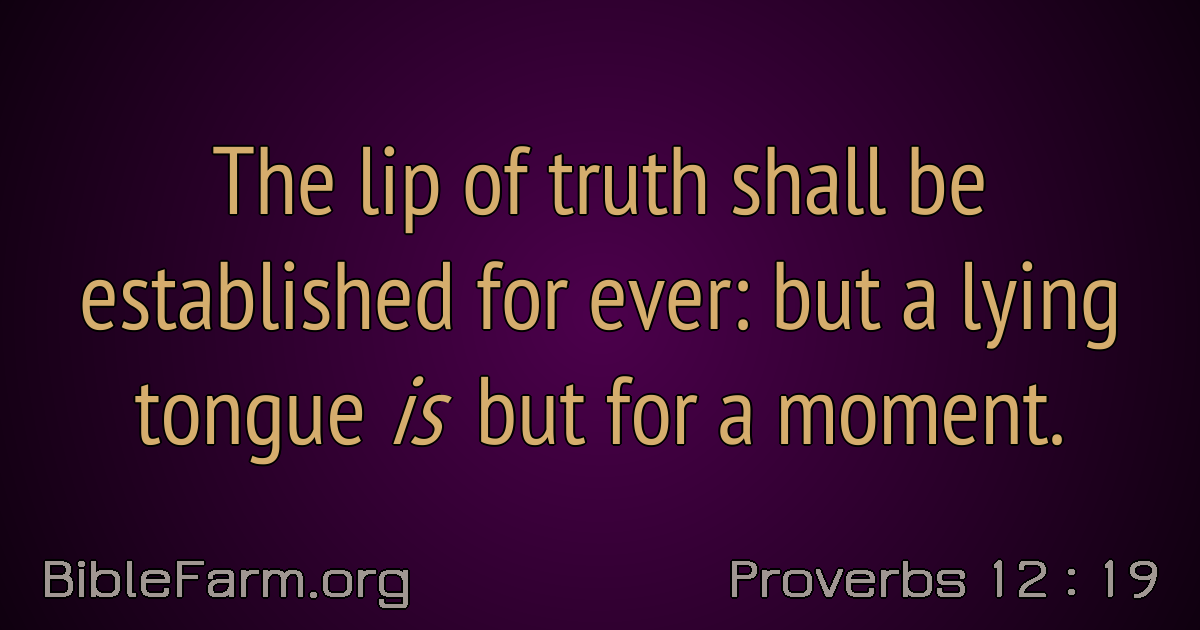 The lip of truth shall be
established for ever: but a lying
tongue is but for a moment.
BibleFarm.org
Proverbs 12 : 19